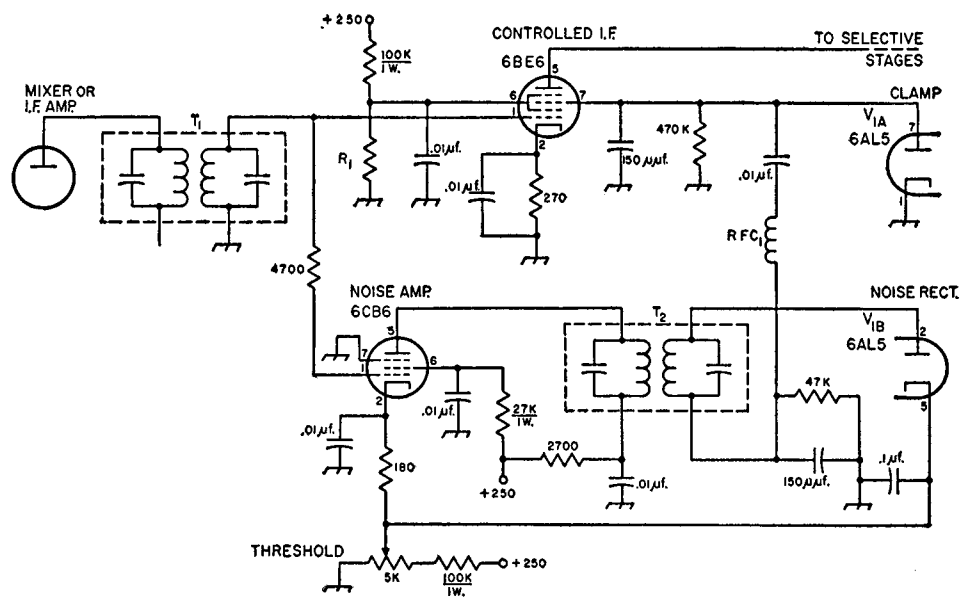 +250
100K
1W.
CONTROLLED I.F.
6BE6
5
TO SELECTIVE
STAGES
MIXER OR
I.F. AMP.
T1
6
1
7
2
CLAMP
V1A
6AL5
7
1
R1
.01µf.
.01µf.
270
150µµf.
470K
.01µf.
RFC1
4700
NOISE AMP.
6CB6
5
7
1
6
2
T2
NOISE RECT.
V1B
6AL5
2
5
.01µf.
.01µf.
27K
1W.
+250
2700
.01µf.
47K
150µµf.
.1µf.
180
THRESHOLD
5K
100K
1W.
+250